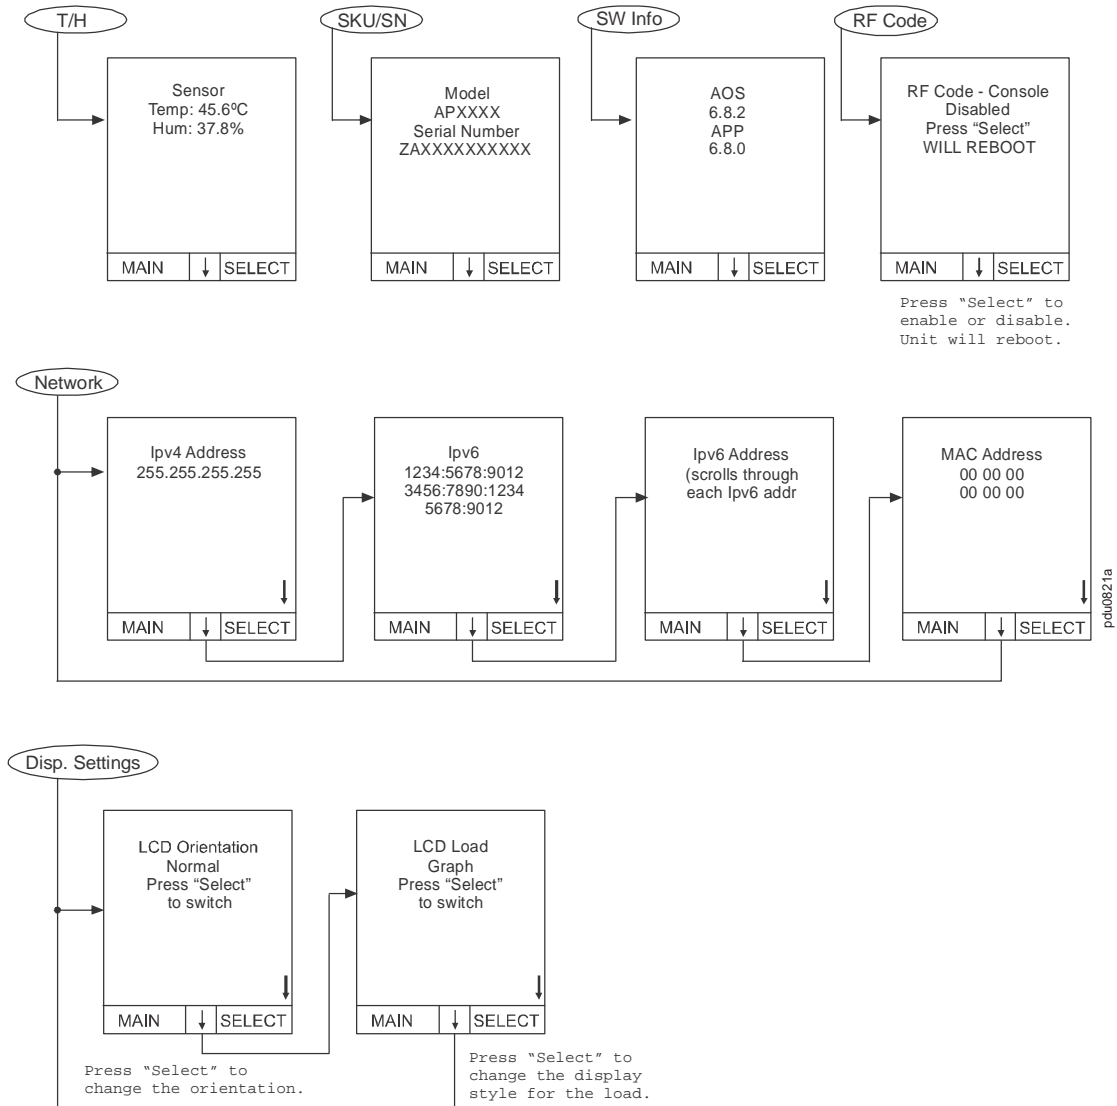 T/H
SKU/SN
SW Info
RF Code
Sensor
Temp: 45.6ºC
Hum: 37.8%
MAIN ↓ SELECT
Model
APXXXX
Serial Number
ZAXXXXXXXXXX
MAIN ↓ SELECT
AOS
6.8.2
APP
6.8.0
MAIN ↓ SELECT
RF Code - Console
Disabled
Press “Select”
WILL REBOOT
MAIN ↓ SELECT
Press “Select” to
enable or disable.
Unit will reboot.
Network
Ipv4 Address
255.255.255.255
MAIN ↓ SELECT
Ipv6
1234:5678:9012
3456:7890:1234
5678:9012
MAIN ↓ SELECT
Ipv6 Address
(scrolls through
each Ipv6 addr
MAIN ↓ SELECT
MAC Address
00 00 00
00 00 00
MAIN ↓ SELECT
pdu0821a
Disp. Settings
LCD Orientation
Normal
Press “Select”
to switch
MAIN ↓ SELECT
Press “Select” to
change the orientation.
LCD Load
Graph
Press “Select”
to switch
MAIN ↓ SELECT
Press “Select” to
change the display
style for the load.